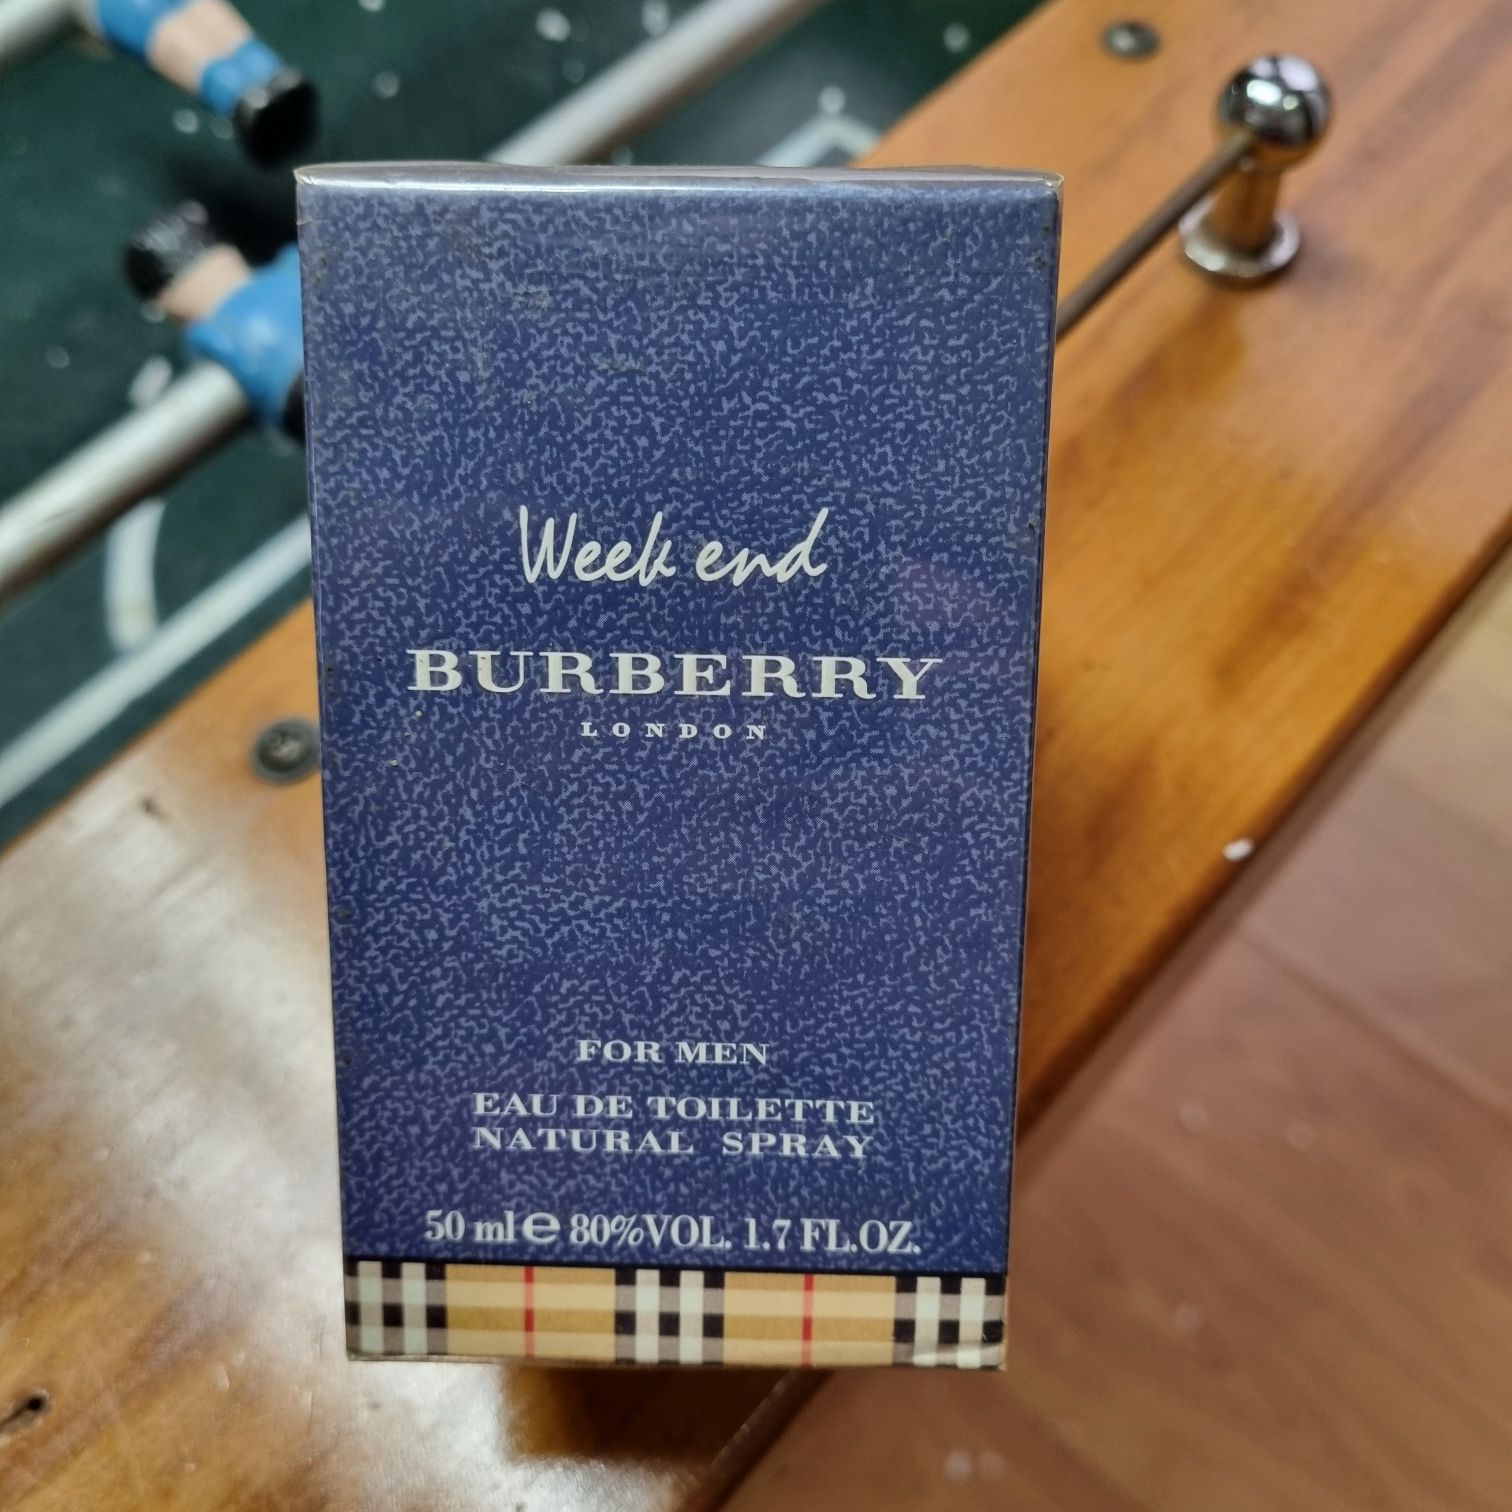 Week end
BURBERRY
LONDON
FOR MEN
EAU DE TOILETTE
NATURAL SPRAY
50 ml e 80%VOL. 1.7 FL.OZ.